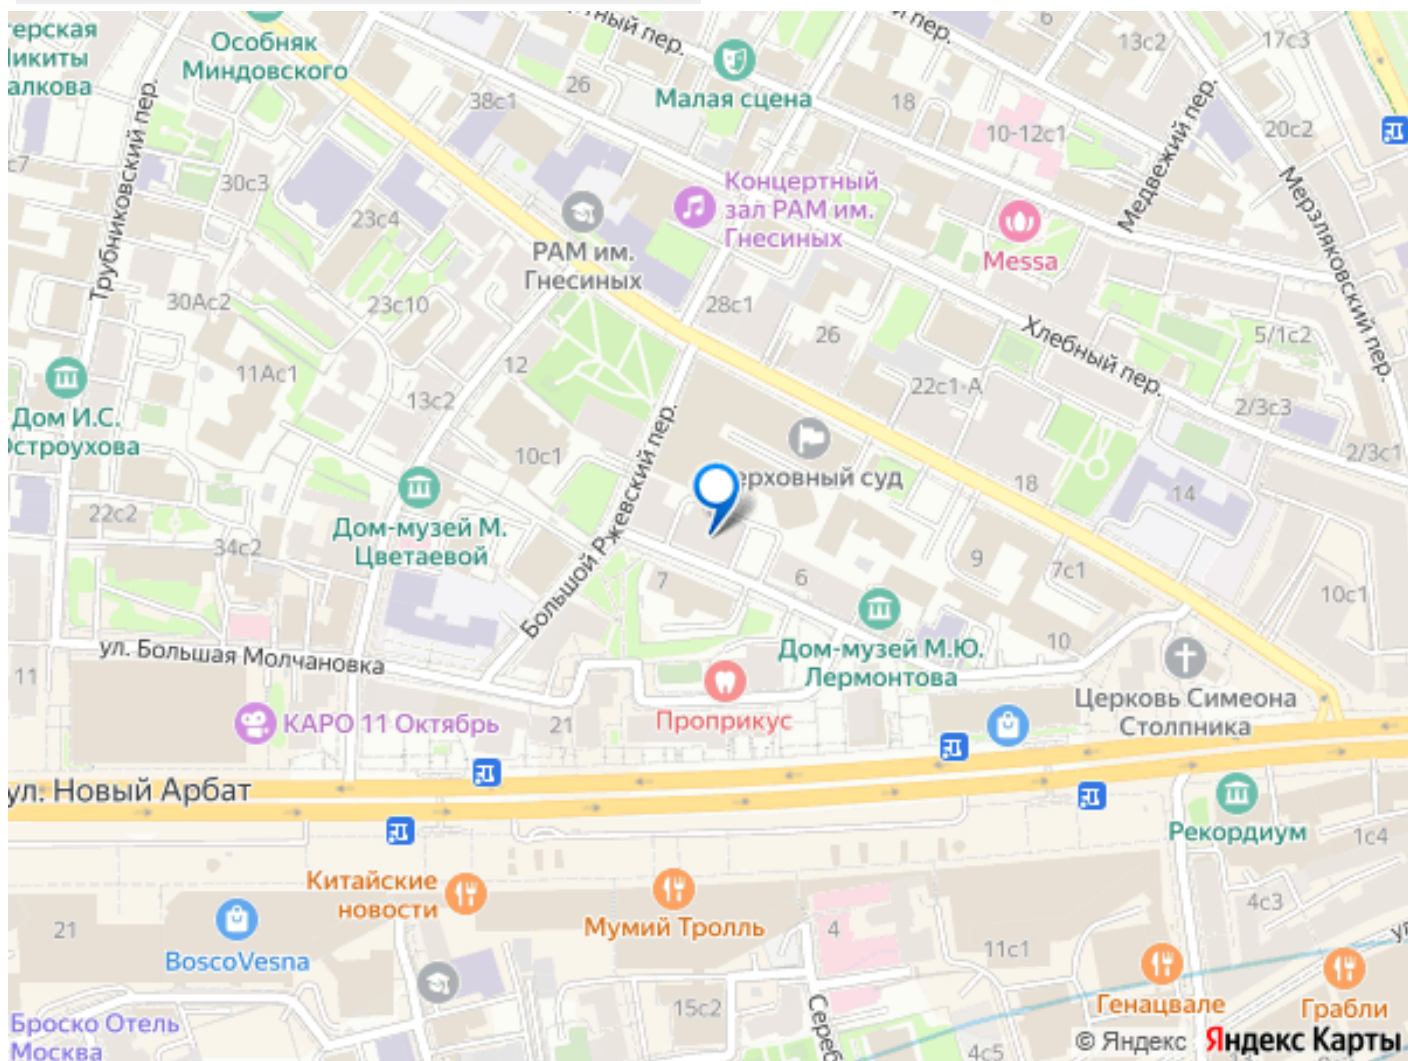 терская
Никиты
алкова
Особняк
Миндовского
ный пер.
пер.
13с2
17с3
6
Малая сцена
38с1
26
18
10-12с1
20с2
Медвежий пер.
Мерзляковский пер.
Трубниковский пер.
с7
30с3
23с4
РАМ им.
Гнесиных
Концертный
зал РАМ им.
Гнесиных
Messa
30Ас2
23с10
28с1
26
Хлебный пер.
5/1с2
12
11Ас1
13с2
22с1-А
2/3с3
2/3с1
Дом И.С.
Остроухова
10с1
Большой Ржевский пер.
ерховный суд
18
14
22с2
34с2
Дом-музей М.
Цветаевой
7
6
9
7с1
10с1
10
Дом-музей М.Ю.
Лермонтова
ул. Большая Молчановка
11
Проприкус
Церковь Симеона
Столпника
КАРО 11 Октябрь
21
ул. Новый Арбат
Рекордиум
1с4
Китайские
новости
Мумий Тролль
4
4с3
21
BoscoVesna
11с1
Генацвале
Грабли
15с2
Сереб
4с5
Броско Отель
Москва
© Яндекс Яндекс Карты